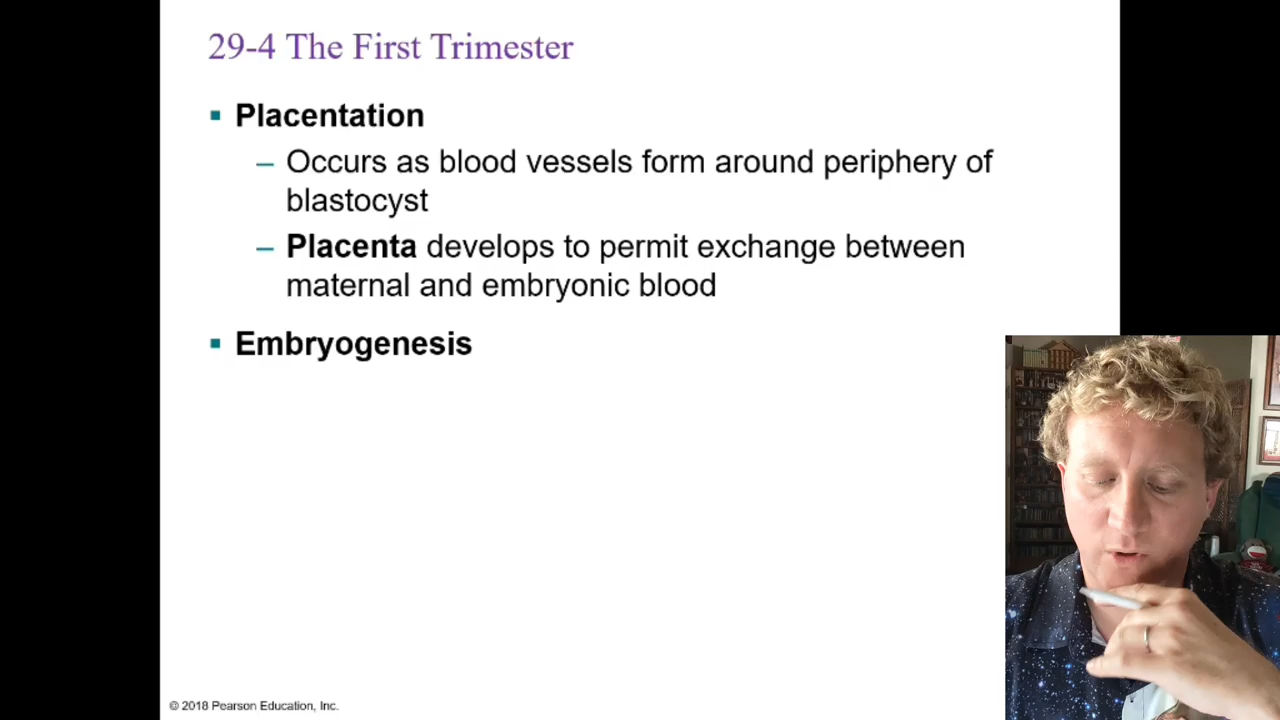 29-4 The First Trimester
▪ Placentation
– Occurs as blood vessels form around periphery of
blastocyst
– Placenta develops to permit exchange between
maternal and embryonic blood
▪ Embryogenesis
© 2018 Pearson Education, Inc.